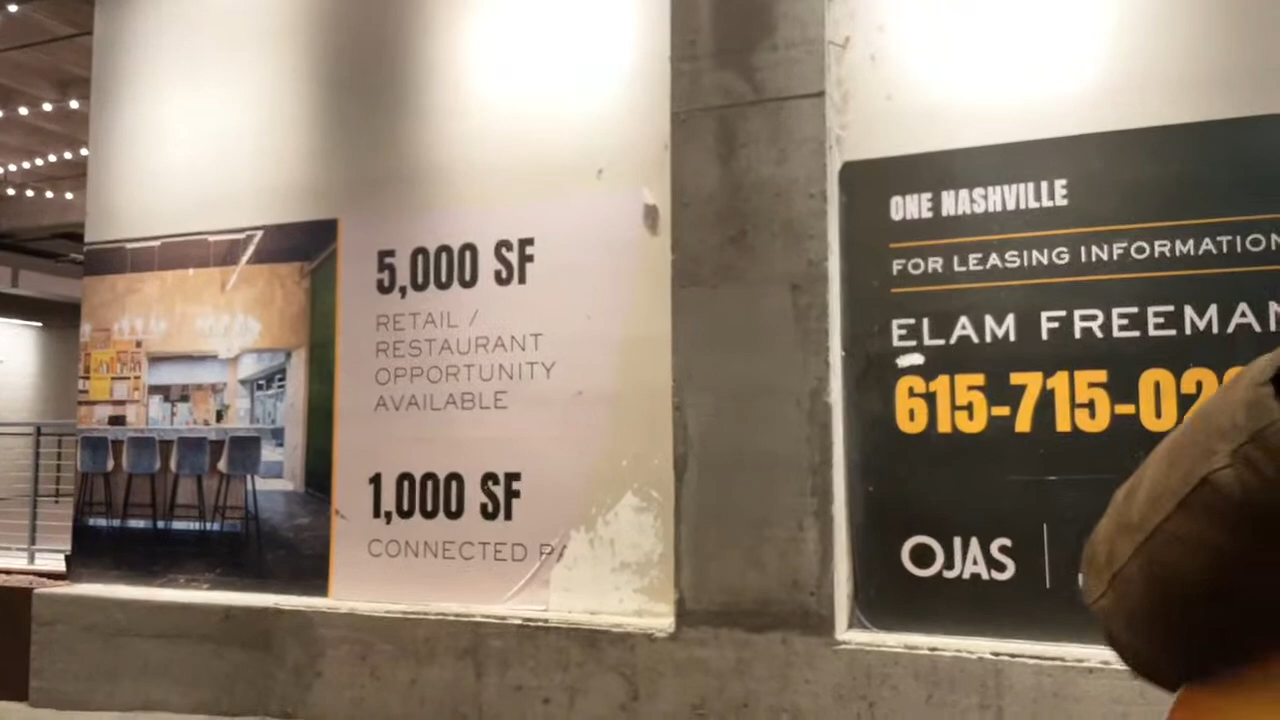 5,000 SF
RETAIL /
RESTAURANT
OPPORTUNITY
AVAILABLE
1,000 SF
CONNECTED
ONE NASHVILLE
FOR LEASING INFORMATION
ELAM FREEMAN
615-715-02
OJAS